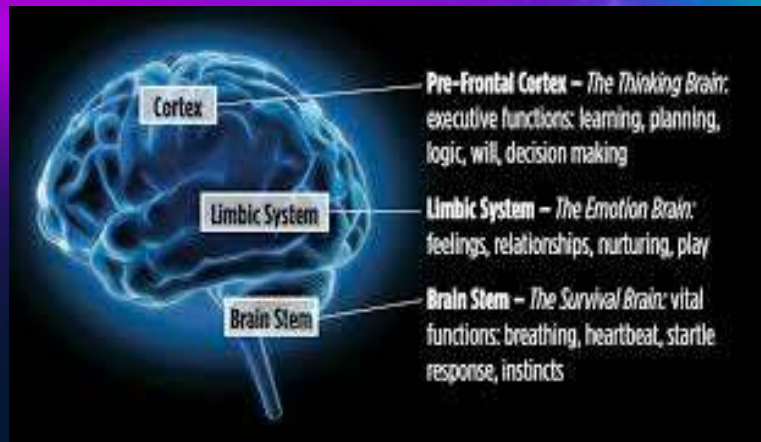 Cortex
Limbic System
Brain Stem
Pre-Frontal Cortex – The Thinking Brain:
executive functions: learning, planning,
logic, will, decision making
Limbic System – The Emotion Brain:
feelings, relationships, nurturing, play
Brain Stem – The Survival Brain: vital
functions: breathing, heartbeat, startle
response, instincts